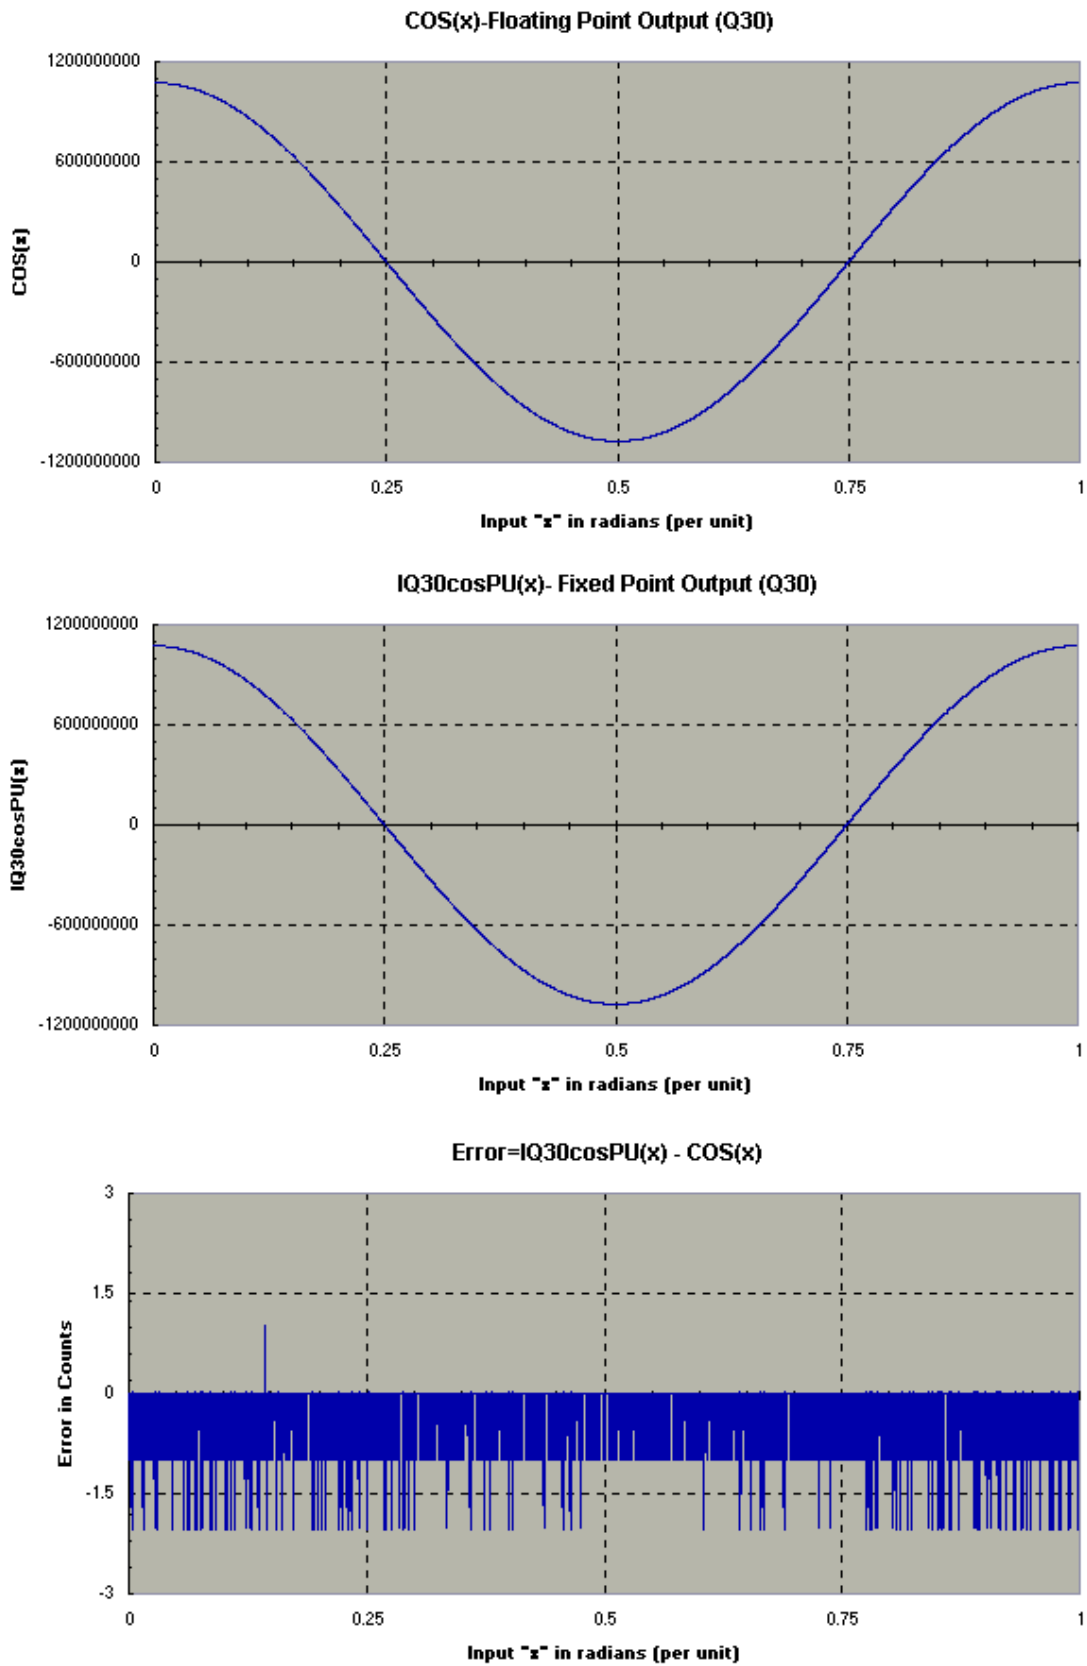 COS(x)-Floating Point Output (Q30)
1200000000
600000000
0
-600000000
-1200000000
COS(x)
0 0.25 0.5 0.75 1
Input "x" in radians (per unit)
IQ30cosPU(x)- Fixed Point Output (Q30)
1200000000
600000000
0
-600000000
-1200000000
IQ30cosPU(x)
0 0.25 0.5 0.75 1
Input "x" in radians (per unit)
Error=IQ30cosPU(x) - COS(x)
3
1.5
0
-1.5
-3
Error in Counts
0 0.25 0.5 0.75 1
Input "x" in radians (per unit)